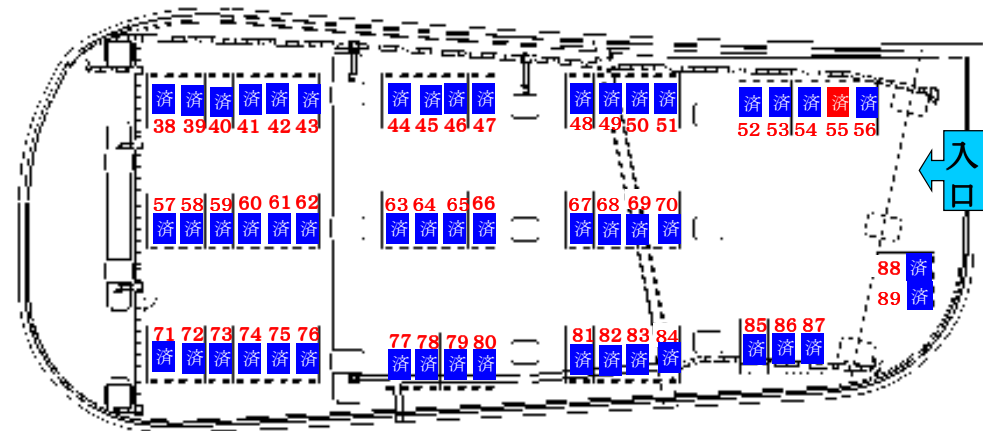 済 済 済 済 済 済 済 済 済 済 済 済 済 済 済 済 済 済 済
38 39 40 41 42 43 44 45 46 47 48 49 50 51 52 53 54 55 56
入口
57 58 59 60 61 62 63 64 65 66 67 68 69 70
済 済 済 済 済 済 済 済 済 済 済 済 済 済
88 済
89 済
71 72 73 74 75 76 77 78 79 80 81 82 83 84 85 86 87
済 済 済 済 済 済 済 済 済 済 済 済 済 済 済 済 済